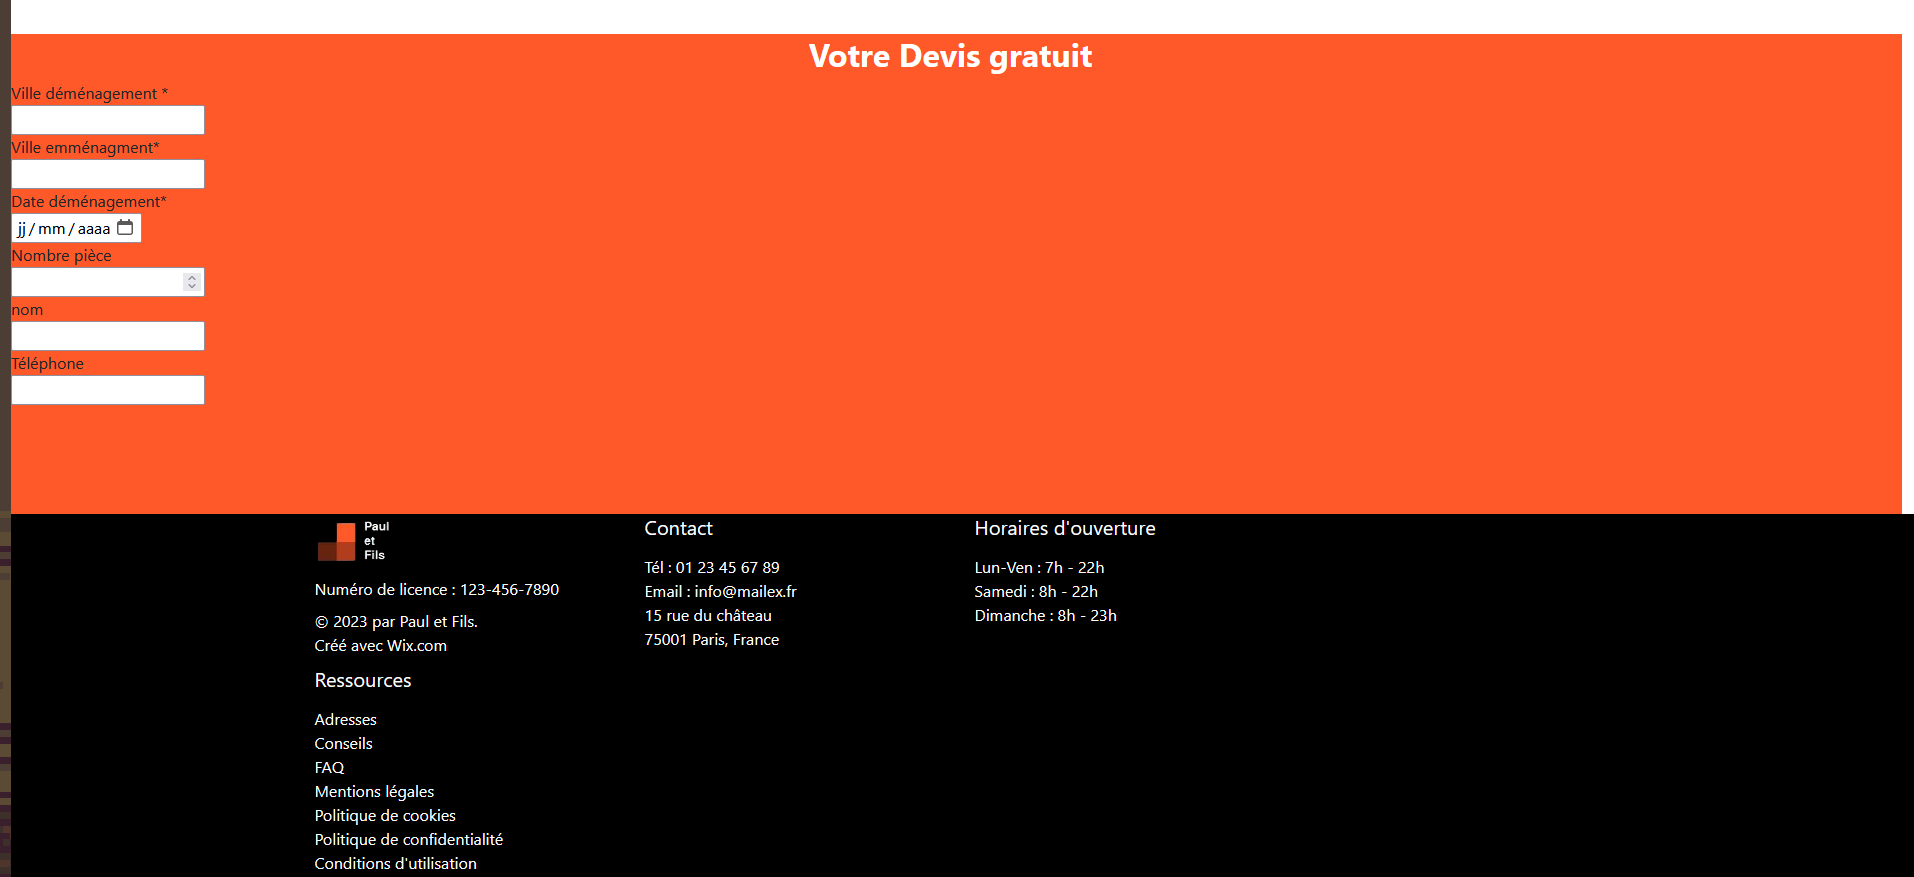 Votre Devis gratuit
Ville déménagement *
Ville emménagment*
Date déménagement*
jj/mm/aaaa
Nombre pièce
nom
Téléphone
Paul
et
Fils
Numéro de licence : 123-456-7890
© 2023 par Paul et Fils.
Créé avec Wix.com
Contact
Tél : 01 23 45 67 89
Email : info@mailex.fr
15 rue du château
75001 Paris, France
Horaires d'ouverture
Lun-Ven : 7h - 22h
Samedi : 8h - 22h
Dimanche : 8h - 23h
Ressources
Adresses
Conseils
FAQ
Mentions légales
Politique de cookies
Politique de confidentialité
Conditions d'utilisation